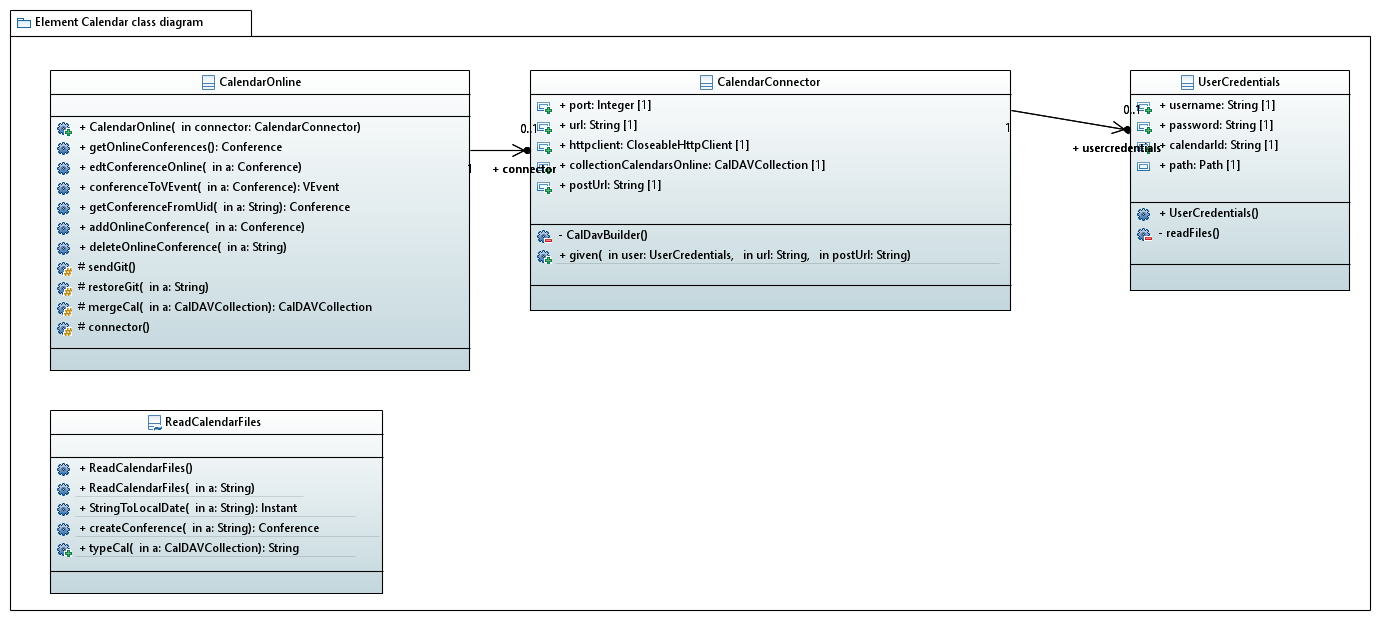 Element Calendar class diagram
CalendarOnline
+ CalendarOnline(  in connector: CalendarConnector)
+ getOnlineConferences(): Conference
+ edtConferenceOnline(  in a: Conference)
+ conferenceToVEvent(  in a: Conference): VEvent
+ getConferenceFromUid(  in a: String): Conference
+ addOnlineConference(  in a: Conference)
+ deleteOnlineConference(  in a: String)
# sendGit()
# restoreGit(  in a: String)
# mergeCal(  in a: CalDAVCollection): CalDAVCollection
# connector()
1
0..1
+ connector
CalendarConnector
+ port: Integer [1]
+ url: String [1]
+ httpclient: CloseableHttpClient [1]
+ collectionCalendarsOnline: CalDAVCollection [1]
+ postUrl: String [1]
- CalDavBuilder()
+ given(  in user: UserCredentials,   in url: String,   in postUrl: String)
1
0..1
+ usercredentials
UserCredentials
+ username: String [1]
+ password: String [1]
+ calendarId: String [1]
+ path: Path [1]
+ UserCredentials()
- readFiles()
ReadCalendarFiles
+ ReadCalendarFiles()
+ ReadCalendarFiles(  in a: String)
+ StringToLocalDate(  in a: String): Instant
+ createConference(  in a: String): Conference
+ typeCal(  in a: CalDAVCollection): String